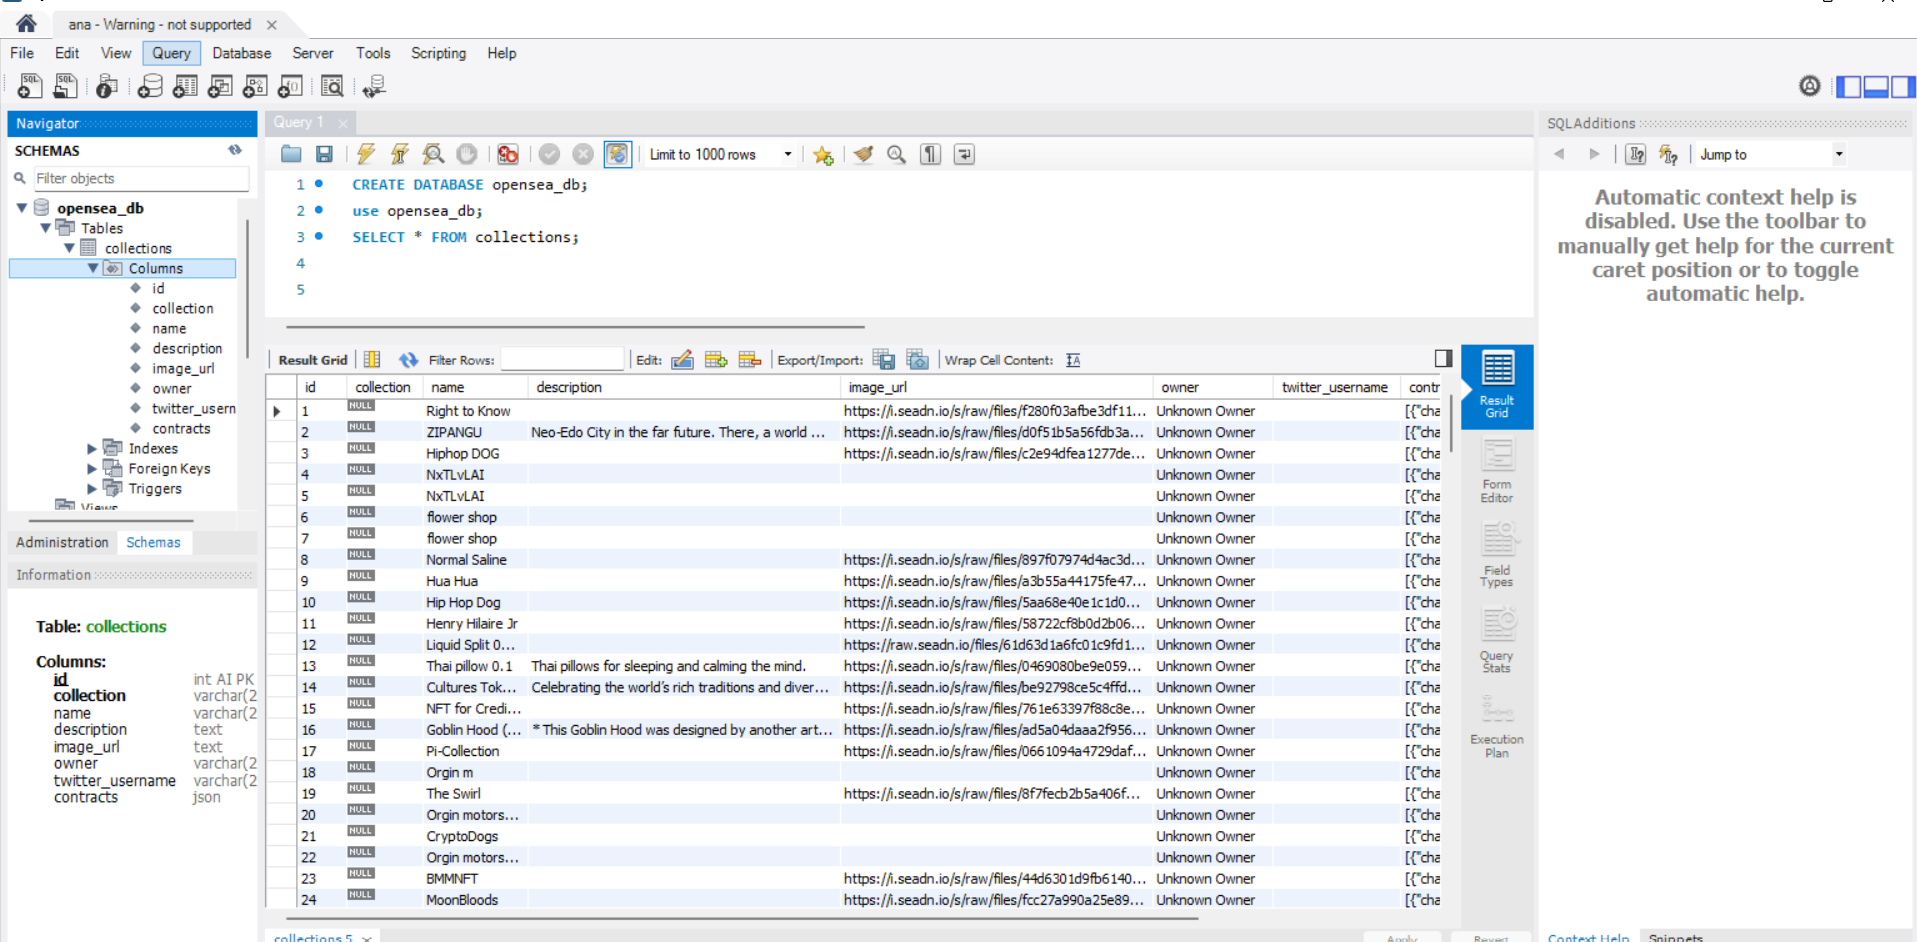 ana - Warning - not supported
File Edit View Query Database Server Tools Scripting Help
Navigator
SCHEMAS
Filter objects
opensea_db
Tables
collections
Columns
id
collection
name
description
image_url
owner
twitter_usern
contracts
Indexes
Foreign Keys
Triggers
Views
Administration Schemas
Information
Table: collections
Columns:
id int AI PK
collection varchar(2
name varchar(2
description text
image_url text
owner varchar(2
twitter_username varchar(2
contracts json
Query 1
Limit to 1000 rows
1 CREATE DATABASE opensea_db;
2 use opensea_db;
3 SELECT * FROM collections;
4
5
Result Grid Filter Rows: Edit: Export/Import: Wrap Cell Content:
id collection name description image_url owner twitter_username contr
1 NULL Right to Know https://i.seadn.io/s/raw/files/f280f03afbe3df11... Unknown Owner [{"cha
2 NULL ZIPANGU Neo-Edo City in the far future. There, a world ... https://i.seadn.io/s/raw/files/d0f51b5a56fdb3a... Unknown Owner [{"cha
3 NULL Hiphop DOG https://i.seadn.io/s/raw/files/c2e94dfea1277de... Unknown Owner [{"cha
4 NULL NxTLvLAI Unknown Owner [{"cha
5 NULL NxTLvLAI Unknown Owner [{"cha
6 NULL flower shop Unknown Owner [{"cha
7 NULL flower shop Unknown Owner [{"cha
8 NULL Normal Saline https://i.seadn.io/s/raw/files/897f07974d4ac3d... Unknown Owner [{"cha
9 NULL Hua Hua https://i.seadn.io/s/raw/files/a3b55a44175fe47... Unknown Owner [{"cha
10 NULL Hip Hop Dog https://i.seadn.io/s/raw/files/5aa68e40e1c1d0... Unknown Owner [{"cha
11 NULL Henry Hilaire Jr https://i.seadn.io/s/raw/files/58722cf8b0d2b06... Unknown Owner [{"cha
12 NULL Liquid Split 0... https://raw.seadn.io/files/61d63d1a6fc01c9fd1... Unknown Owner [{"cha
13 NULL Thai pillow 0.1 Thai pillows for sleeping and calming the mind. https://i.seadn.io/s/raw/files/0469080be9e059... Unknown Owner [{"cha
14 NULL Cultures Tok... Celebrating the world's rich traditions and diver... https://i.seadn.io/s/raw/files/be92798ce5c4ffd... Unknown Owner [{"cha
15 NULL NFT for Credi... https://i.seadn.io/s/raw/files/761e63397f88c8e... Unknown Owner [{"cha
16 NULL Goblin Hood (... * This Goblin Hood was designed by another art... https://i.seadn.io/s/raw/files/ad5a04daaa2f956... Unknown Owner [{"cha
17 NULL Pi-Collection https://i.seadn.io/s/raw/files/0661094a4729daf... Unknown Owner [{"cha
18 NULL Orgin m Unknown Owner [{"cha
19 NULL The Swirl https://i.seadn.io/s/raw/files/8f7fecb2b5a406f... Unknown Owner [{"cha
20 NULL Orgin motors... Unknown Owner [{"cha
21 NULL CryptoDogs Unknown Owner [{"cha
22 NULL Orgin motors... Unknown Owner [{"cha
23 NULL BMMNFT https://i.seadn.io/s/raw/files/44d6301d9fb6140... Unknown Owner [{"cha
24 NULL MoonBloods https://i.seadn.io/s/raw/files/fcc27a990a25e89... Unknown Owner [{"cha
collections 5
Apply Revert
Result
Grid
Form
Editor
Field
Types
Query
Stats
Execution
Plan
SQLAdditions
Jump to
Automatic context help is
disabled. Use the toolbar to
manually get help for the current
caret position or to toggle
automatic help.
Context Help Snippets